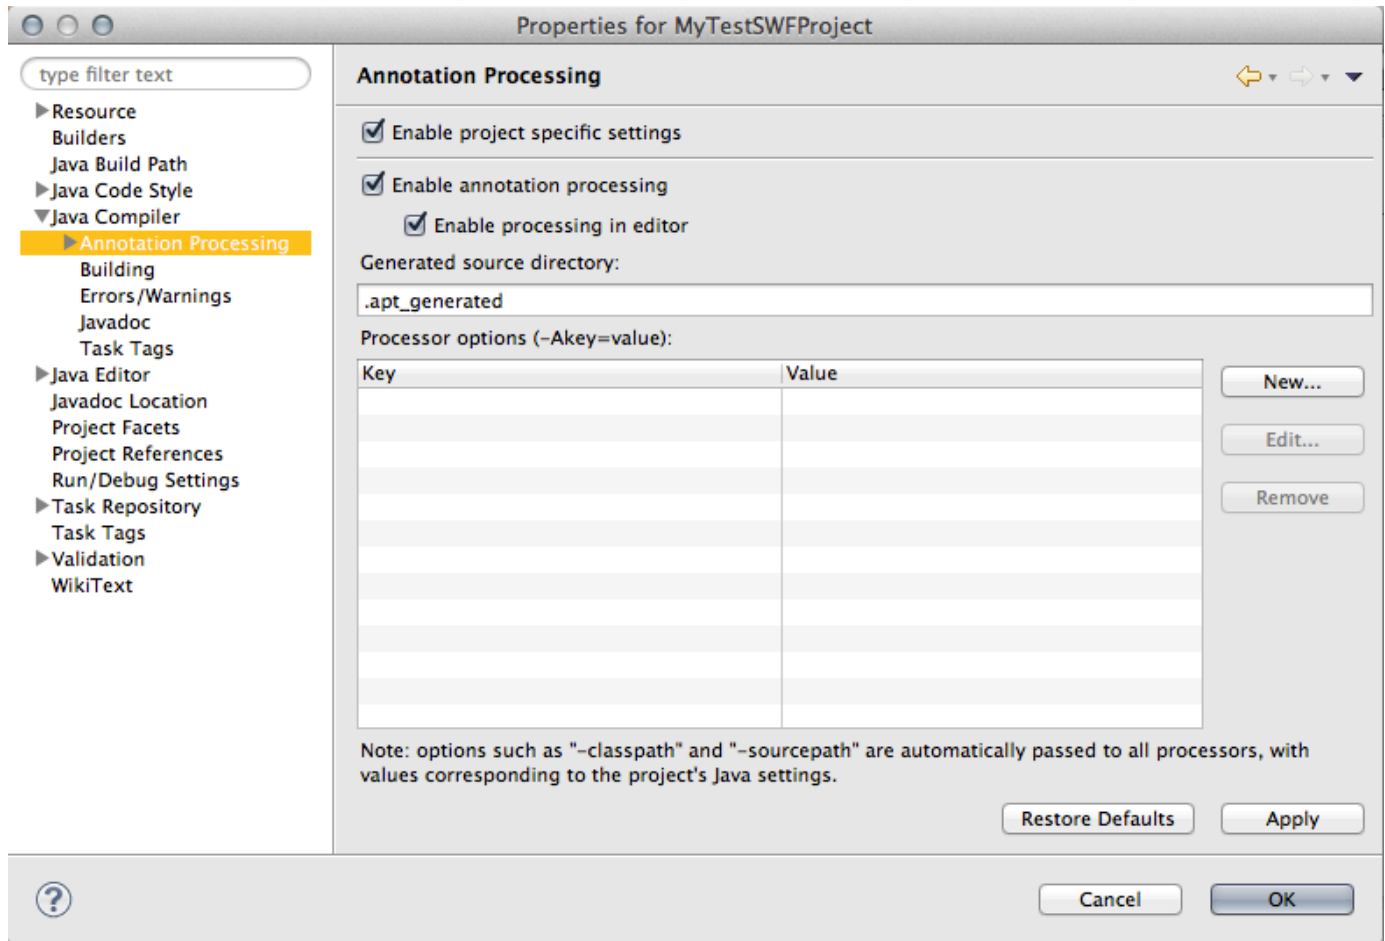 Properties for MyTestSWFProject
type filter text
Resource
Builders
Java Build Path
Java Code Style
Java Compiler
Annotation Processing
Building
Errors/Warnings
Javadoc
Task Tags
Java Editor
Javadoc Location
Project Facets
Project References
Run/Debug Settings
Task Repository
Task Tags
Validation
WikiText
Annotation Processing
Enable project specific settings
Enable annotation processing
Enable processing in editor
Generated source directory:
.apt_generated
Processor options (-Akey=value):
Key Value
New...
Edit...
Remove
Note: options such as "-classpath" and "-sourcepath" are automatically passed to all processors, with
values corresponding to the project's Java settings.
Restore Defaults Apply
? Cancel OK